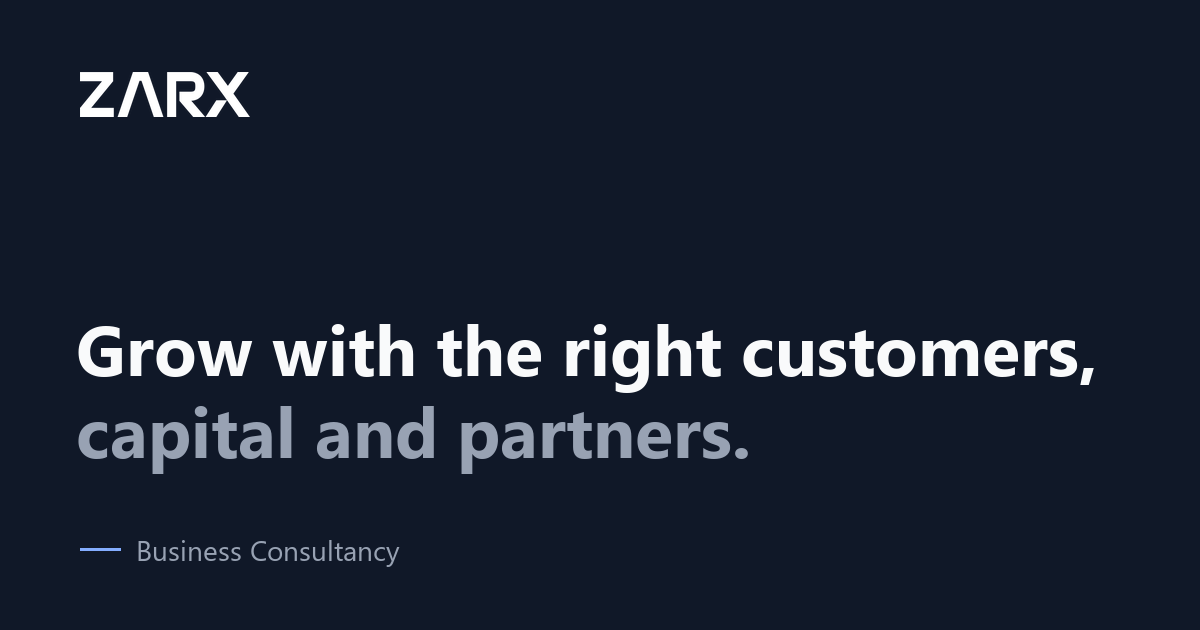 ZARX
Grow with the right customers,
capital and partners.
Business Consultancy